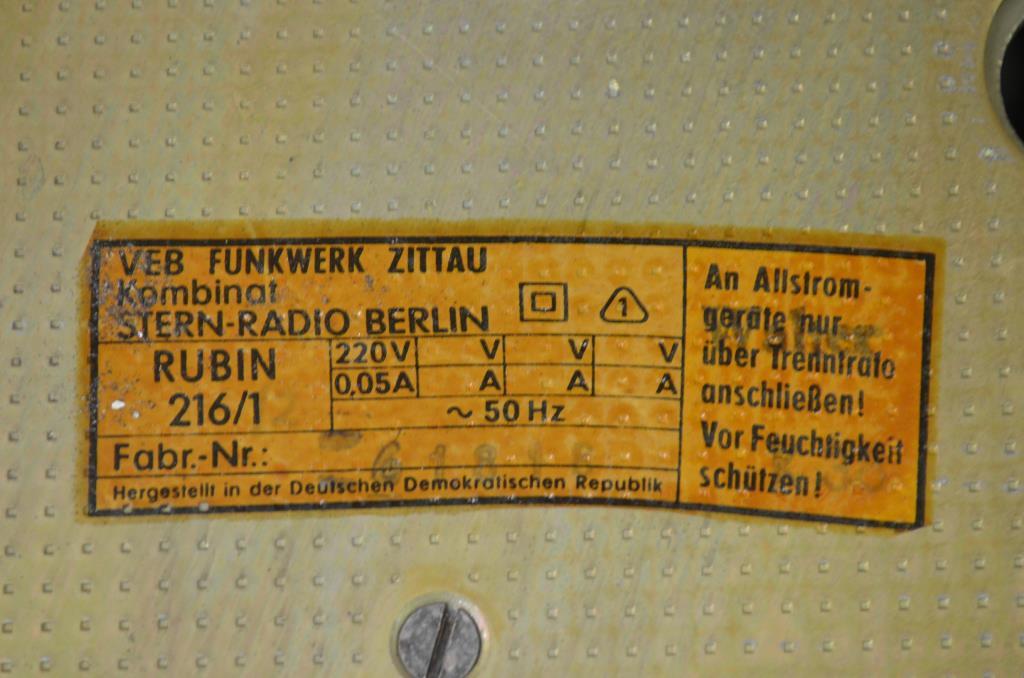 VEB FUNKWERK ZITTAU
Kombinat
STERN-RADIO BERLIN
1
RUBIN
216/1
220V V V V
0,05A A A A
~ 50 Hz
Fabr.-Nr.:
Hergestellt in der Deutschen Demokratischen Republik
An Allstrom-
geräte nur
über Trenntrafo
anschließen!
Vor Feuchtigkeit
schützen!